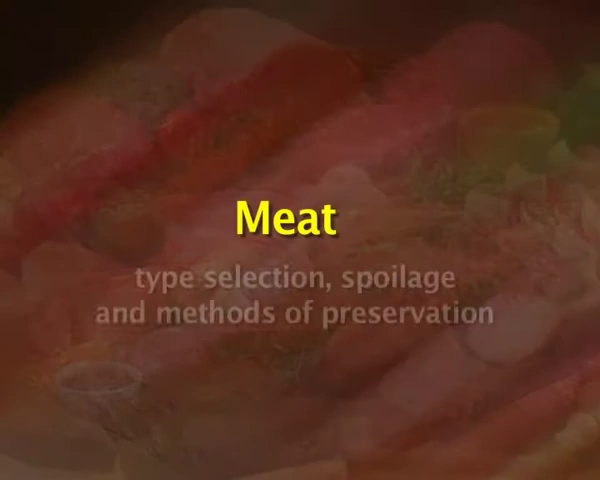 Meat
type selection, spoilage
and methods of preservation